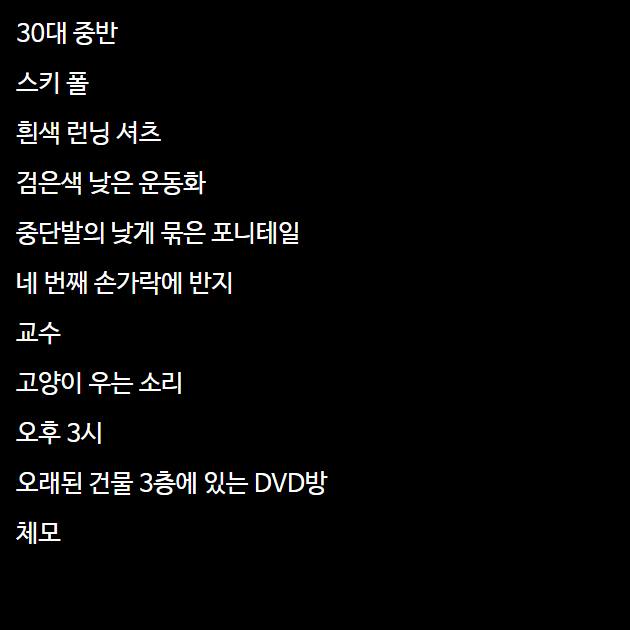 30대 중반
스키 폴
흰색 런닝 셔츠
검은색 낮은 운동화
중단발의 낮게 묶은 포니테일
네 번째 손가락에 반지
교수
고양이 우는 소리
오후 3시
오래된 건물 3층에 있는 DVD방
체모